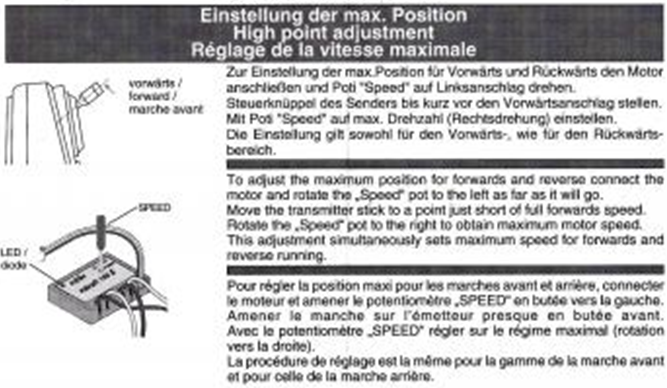 Einstellung der max. Position
High point adjustment
Réglage de la vitesse maximale
vorwärts /
forward /
marche avant
Zur Einstellung der max.Position für Vorwärts und Rückwärts den Motor
anschließen und Poti "Speed" auf Linksanschlag drehen.
Steuerknüppel des Senders bis kurz vor den Vorwärtsanschlag stellen.
Mit Poti "Speed" auf max. Drehzahl (Rechtsdrehung) einstellen.
Die Einstellung gilt sowohl für den Vorwärts-, wie für den Rückwärts-
bereich.
SPEED
LED /
diode
To adjust the maximum position for forwards and reverse connect the
motor and rotate the „Speed" pot to the left as far as it will go.
Move the transmitter stick to a point just short of full forwards speed.
Rotate the „Speed" pot to the right to obtain maximum motor speed.
This adjustment simultaneously sets maximum speed for forwards and
reverse running.
Pour régler la position maxi pour les marches avant et arrière, connecter
le moteur et amener le potentiomètre „SPEED" en butée vers la gauche.
Amener le manche sur l'émetteur presque en butée avant.
Avec le potentiomètre „SPEED" régler sur le régime maximal (rotation
vers la droite).
La procédure de réglage est la même pour la gamme de la marche avant
et pour celle de la marche arrière.